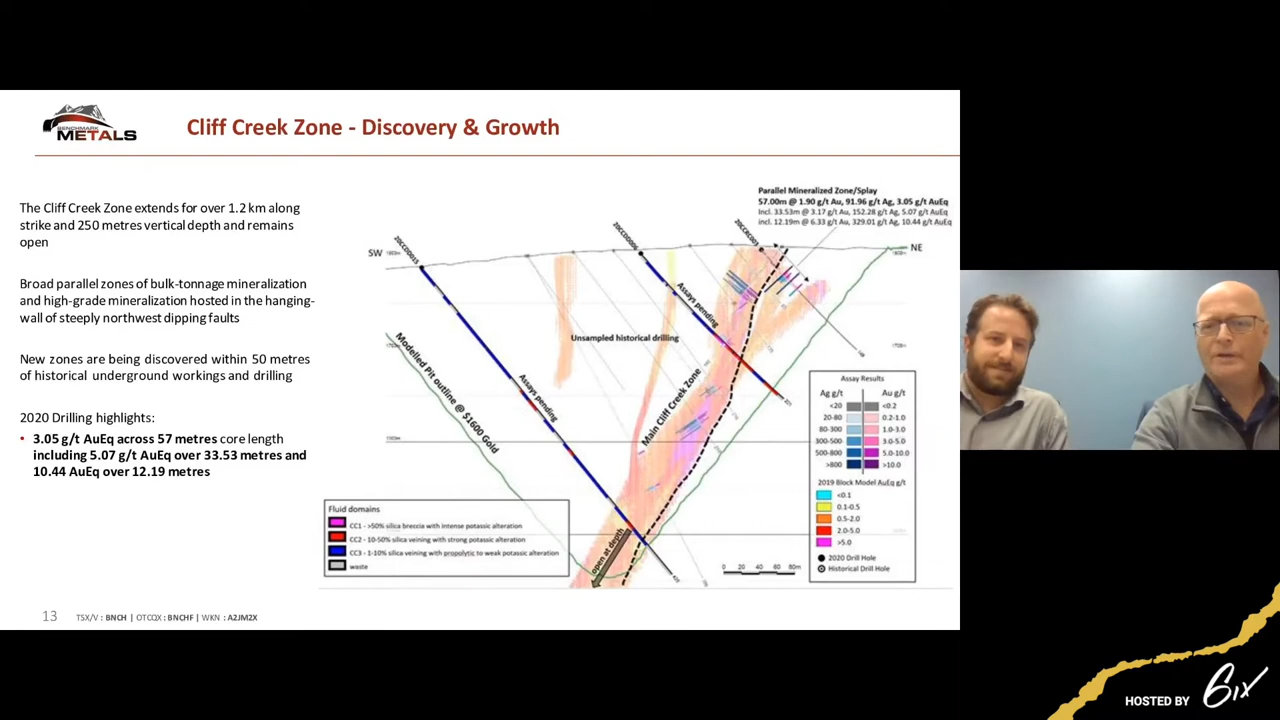 BENCHMARK
METALS
Cliff Creek Zone - Discovery & Growth
The Cliff Creek Zone extends for over 1.2 km along
strike and 250 metres vertical depth and remains
open
Broad parallel zones of bulk-tonnage mineralization
and high-grade mineralization hosted in the hanging-
wall of steeply northwest dipping faults
New zones are being discovered within 50 metres
of historical underground workings and drilling
2020 Drilling highlights:
• 3.05 g/t AuEq across 57 metres core length
including 5.07 g/t AuEq over 33.53 metres and
10.44 AuEq over 12.19 metres
Parallel Mineralized Zone/Splay
57.00m @ 1.90 g/t Au, 91.96 g/t Ag, 3.05 g/t AuEq
Incl. 33.53m @ 3.17 g/t Au, 152.28 g/t Ag, 5.07 g/t AuEq
incl. 12.19m @ 6.33 g/t Au, 329.01 g/t Ag, 10.44 g/t AuEq
SW
NE
Assays pending
Unsampled historical drilling
Modelled Pit outline @ $1600 Gold
Assays pending
Main Cliff Creek Zone
open at depth
Fluid domains
CC1 - >50% silica breccia with intense potassic alteration
CC2 - 10-50% silica veining with strong potassic alteration
CC3 - 1-10% silica veining with propylitic to weak potassic alteration
waste
Assay Results
Ag g/t Au g/t
<20 <0.2
20-80 0.2-1.0
80-300 1.0-3.0
300-500 3.0-5.0
500-800 5.0-10.0
>800 >10.0
2019 Block Model AuEq g/t
<0.1
0.1-0.5
0.5-2.0
2.0-5.0
>5.0
2020 Drill Hole
Historical Drill Hole
0 20 40 60 80m
13 TSX/V : BNCH | OTCQX : BNCHF | WKN : A2JM2X
HOSTED BY 6ix